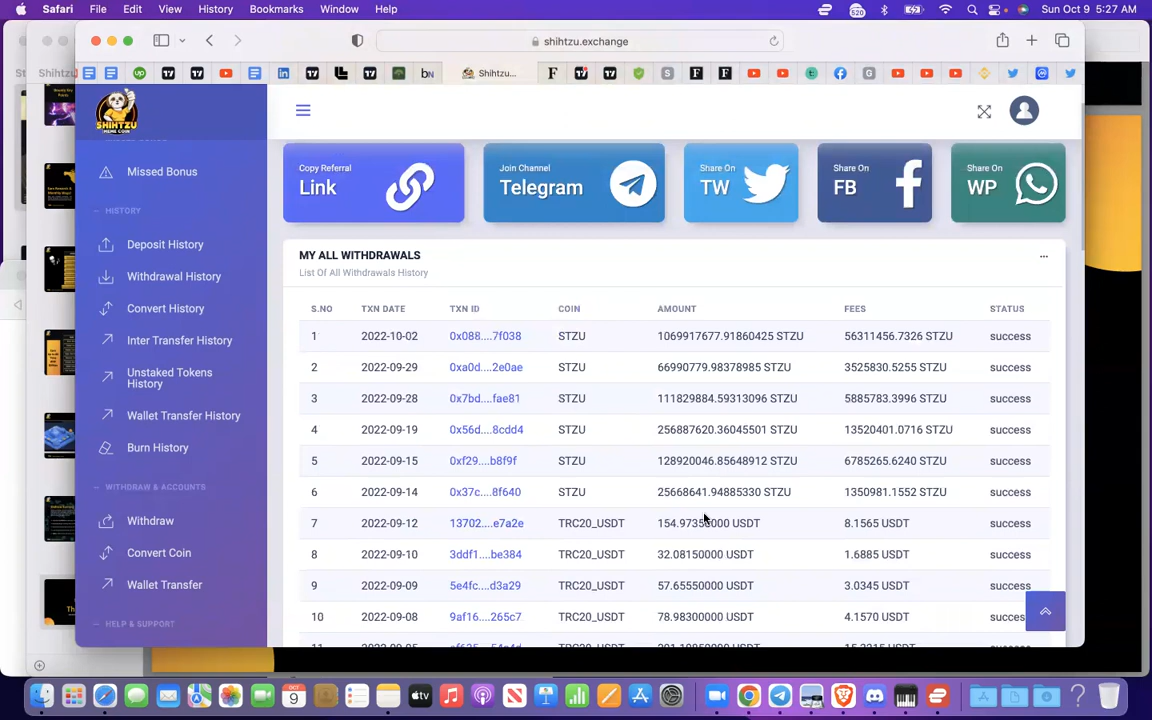 Safari File Edit View History Bookmarks Window Help 520 Sun Oct 9 5:27 AM
shihtzu.exchange
Shihtzu...
SHIHTZU
MEME COIN
Missed Bonus
HISTORY
Deposit History
Withdrawal History
Convert History
Inter Transfer History
Unstaked Tokens
History
Wallet Transfer History
Burn History
WITHDRAW & ACCOUNTS
Withdraw
Convert Coin
Wallet Transfer
HELP & SUPPORT
Copy Referral
Link
Join Channel
Telegram
Share On
TW
Share On
FB
Share On
WP
MY ALL WITHDRAWALS
List Of All Withdrawals History
S.NO TXN DATE TXN ID COIN AMOUNT FEES STATUS
1 2022-10-02 0x088....7f038 STZU 1069917677.91860425 STZU 56311456.7326 STZU success
2 2022-09-29 0xa0d....2e0ae STZU 66990779.98378985 STZU 3525830.5255 STZU success
3 2022-09-28 0x7bd....fae81 STZU 111829884.59313096 STZU 5885783.3996 STZU success
4 2022-09-19 0x56d....8cdd4 STZU 256887620.36045501 STZU 13520401.0716 STZU success
5 2022-09-15 0xf29....b8f9f STZU 128920046.85648912 STZU 6785265.6240 STZU success
6 2022-09-14 0x37c....8f640 STZU 25668641.94885330 STZU 1350981.1552 STZU success
7 2022-09-12 13702....e7a2e TRC20_USDT 154.97350000 USDT 8.1565 USDT success
8 2022-09-10 3ddf1....be384 TRC20_USDT 32.08150000 USDT 1.6885 USDT success
9 2022-09-09 5e4fc....d3a29 TRC20_USDT 57.65550000 USDT 3.0345 USDT success
10 2022-09-08 9af16....265c7 TRC20_USDT 78.98300000 USDT 4.1570 USDT